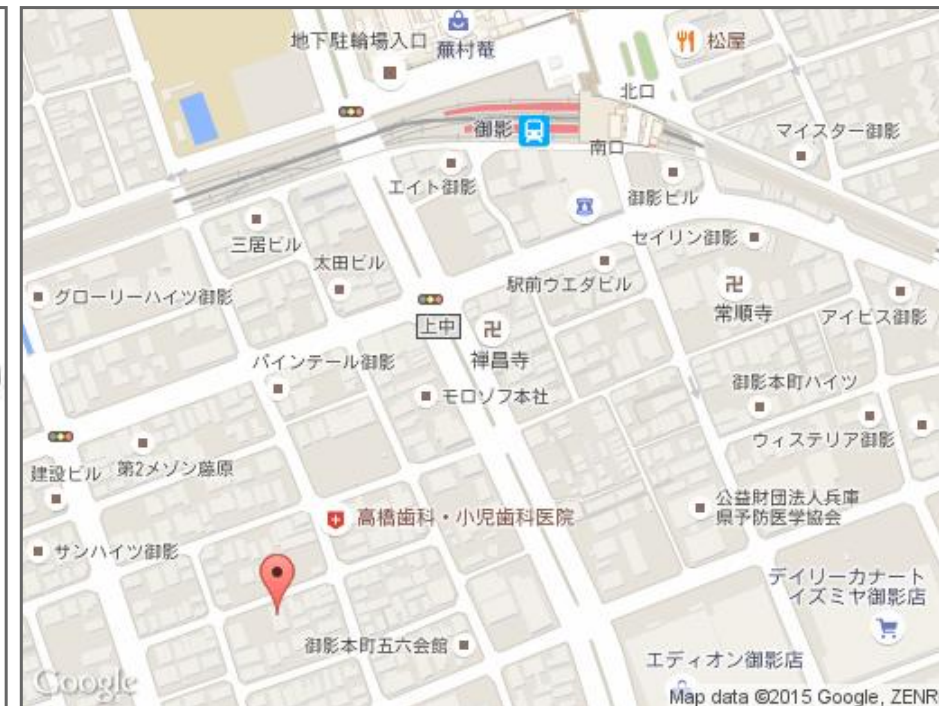 地下駐輪場入口
蕪村菴
松屋
北口
御影
南口
マイスター御影
エイト御影
御影ビル
三居ビル
セイリン御影
太田ビル
駅前ウエダビル
グローリーハイツ御影
常順寺
アイビス御影
上中
禅昌寺
パインテール御影
御影本町ハイツ
モロゾフ本社
ウィステリア御影
建設ビル
第2メゾン藤原
公益財団法人兵庫
県予防医学協会
高橋歯科・小児歯科医院
サンハイツ御影
デイリーカナート
イズミヤ御影店
御影本町五六会館
エディオン御影店
Google
Map data ©2015 Google, ZENR